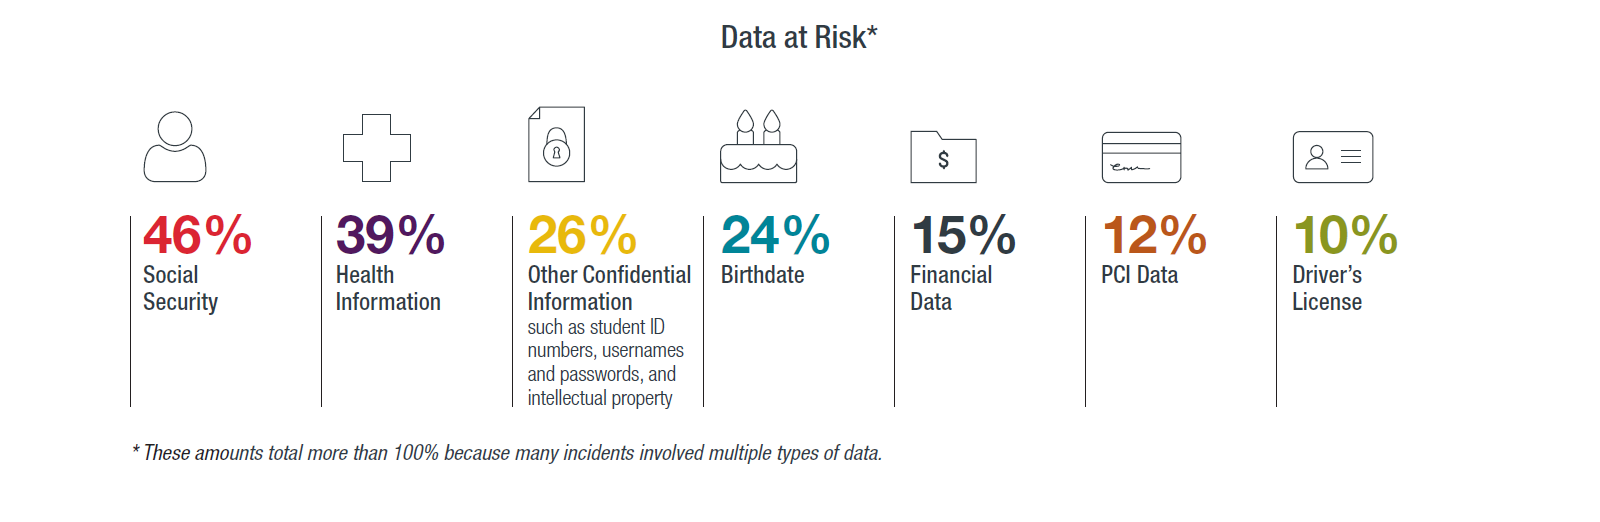 Data at Risk*
$
46%
Social
Security
39%
Health
Information
26%
Other Confidential
Information
such as student ID
numbers, usernames
and passwords, and
intellectual property
24%
Birthdate
15%
Financial
Data
12%
PCI Data
10%
Driver’s
License
* These amounts total more than 100% because many incidents involved multiple types of data.